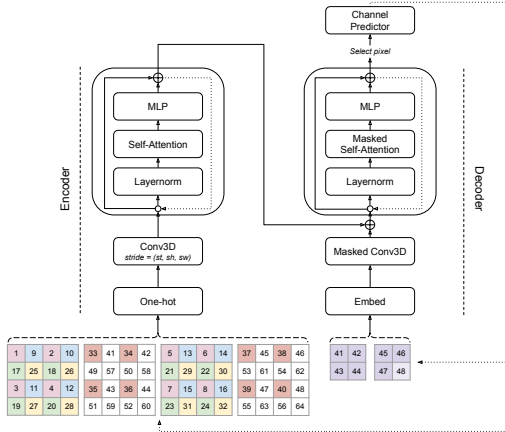 Channel
Predictor
Select pixel
MLP
Self-Attention
Layernorm
Encoder
Conv3D
stride = (st, sh, sw)
One-hot
MLP
Masked
Self-Attention
Layernorm
Decoder
Masked Conv3D
Embed
1 9 2 10 33 41 34 42 5 13 6 14 37 45 38 46 41 42 45 46
17 25 18 26 49 57 50 58 21 29 22 30 53 61 54 62 43 44 47 48
3 11 4 12 35 43 36 44 7 15 8 16 39 47 40 48
19 27 20 28 51 59 52 60 23 31 24 32 55 63 56 64